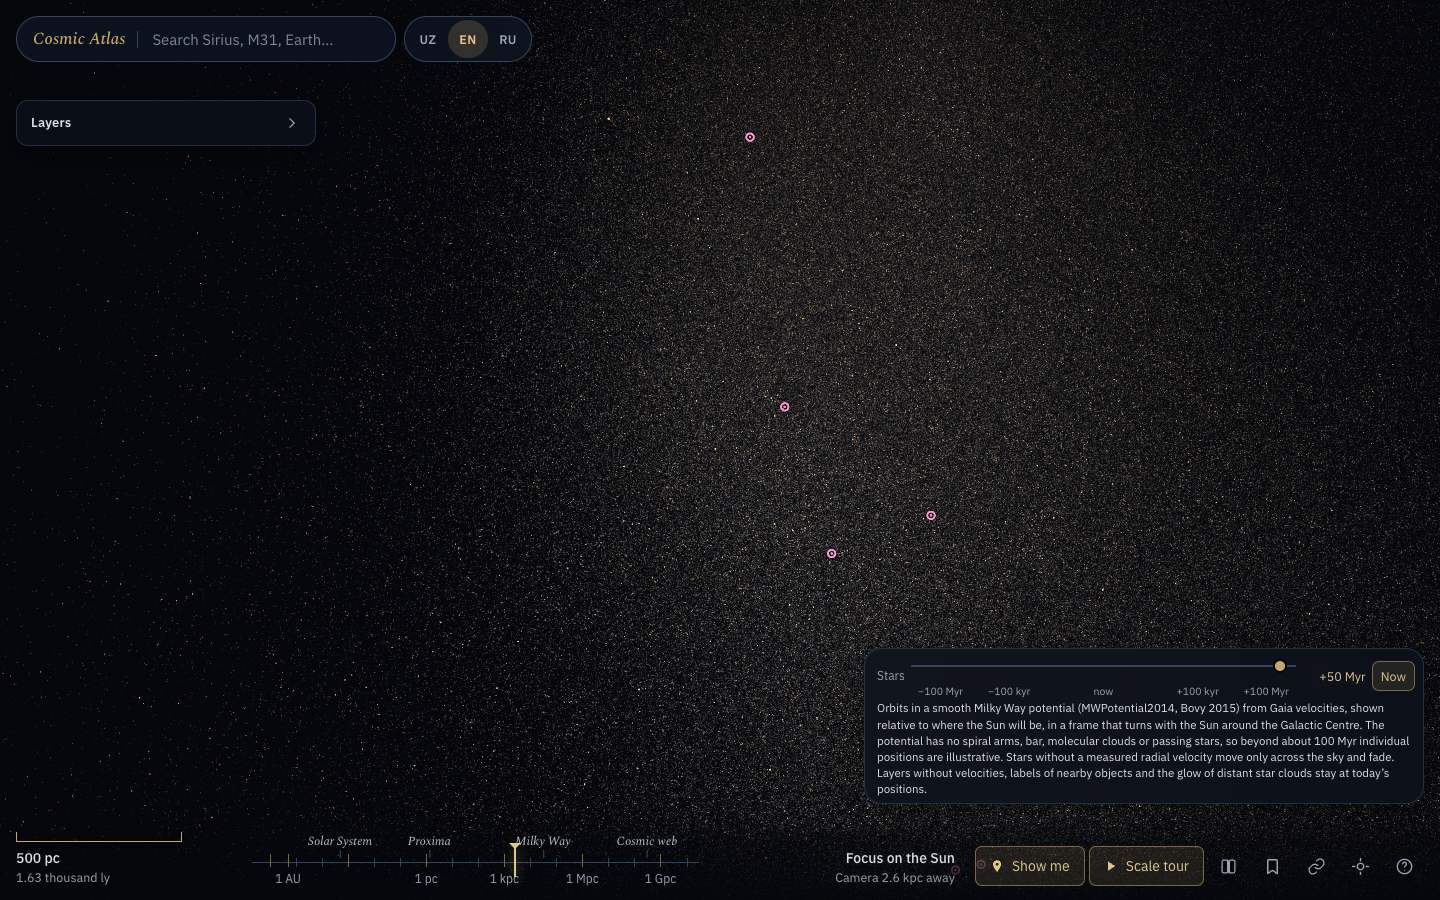 Cosmic Atlas
Search Sirius, M31, Earth...
UZ EN RU
Layers
Stars
+50 Myr
Now
−100 Myr −100 kyr now +100 kyr +100 Myr
Orbits in a smooth Milky Way potential (MWPotential2014, Bovy 2015) from Gaia velocities, shown
relative to where the Sun will be, in a frame that turns with the Sun around the Galactic Centre. The
potential has no spiral arms, bar, molecular clouds or passing stars, so beyond about 100 Myr individual
positions are illustrative. Stars without a measured radial velocity move only across the sky and fade.
Layers without velocities, labels of nearby objects and the glow of distant star clouds stay at today's
positions.
500 pc
1.63 thousand ly
Solar System Proxima Milky Way Cosmic web
1 AU 1 pc 1 kpc 1 Mpc 1 Gpc
Focus on the Sun
Camera 2.6 kpc away
Show me
Scale tour